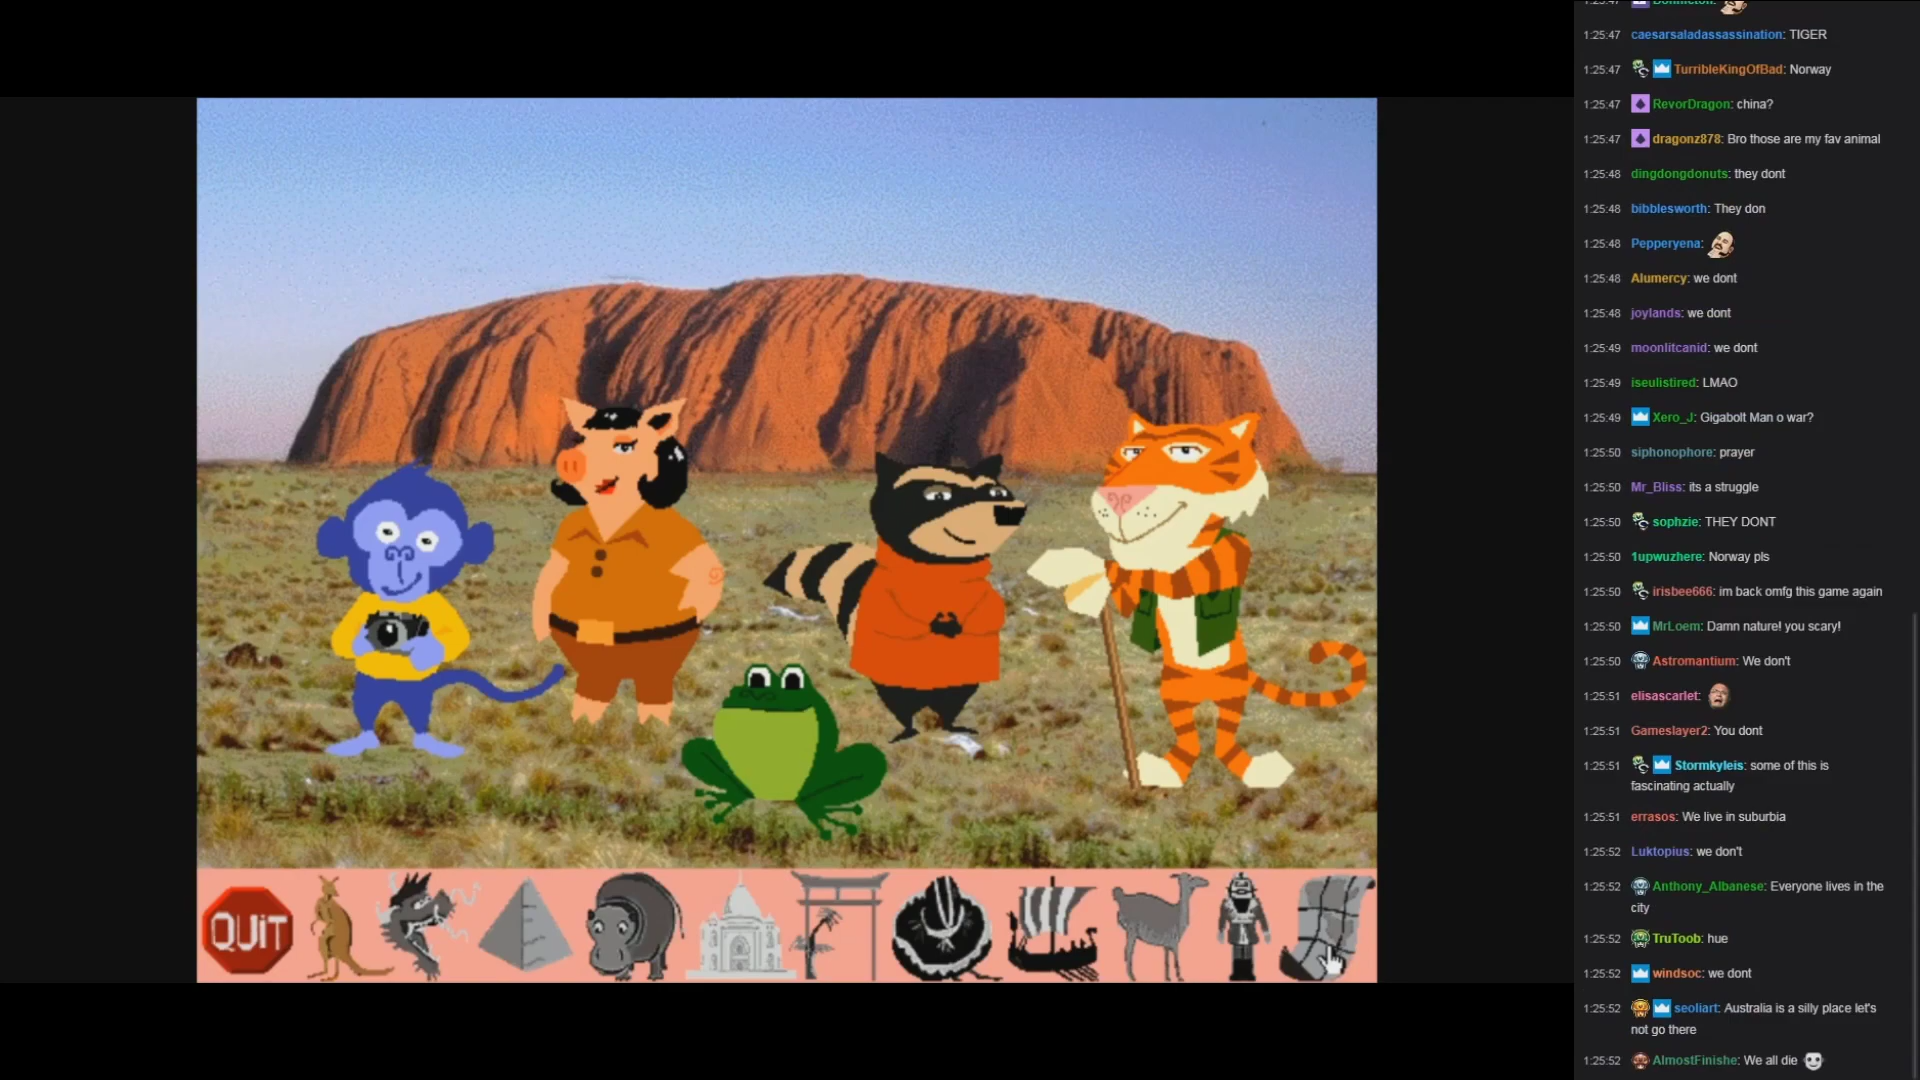 QUiT
1:25:47 caesarsaladassassination: TIGER
1:25:47 TurribleKingOfBad: Norway
1:25:47 RevorDragon: china?
1:25:47 dragonz878: Bro those are my fav animal
1:25:48 dingdongdonuts: they dont
1:25:48 bibblesworth: They don
1:25:48 Pepperyena:
1:25:48 Alumercy: we dont
1:25:48 joylands: we dont
1:25:49 moonlitcanid: we dont
1:25:49 iseulistired: LMAO
1:25:49 Xero_J: Gigabolt Man o war?
1:25:50 siphonophore: prayer
1:25:50 Mr_Bliss: its a struggle
1:25:50 sophzie: THEY DONT
1:25:50 1upwuzhere: Norway pls
1:25:50 irisbee666: im back omfg this game again
1:25:50 MrLoem: Damn nature! you scary!
1:25:50 Astromantium: We don't
1:25:51 elisascarlet:
1:25:51 Gameslayer2: You dont
1:25:51 Stormkyleis: some of this is
fascinating actually
1:25:51 errasos: We live in suburbia
1:25:52 Luktopius: we don't
1:25:52 Anthony_Albanese: Everyone lives in the
city
1:25:52 TruToob: hue
1:25:52 windsoc: we dont
1:25:52 seoliart: Australia is a silly place let's
not go there
1:25:52 AlmostFinishe: We all die